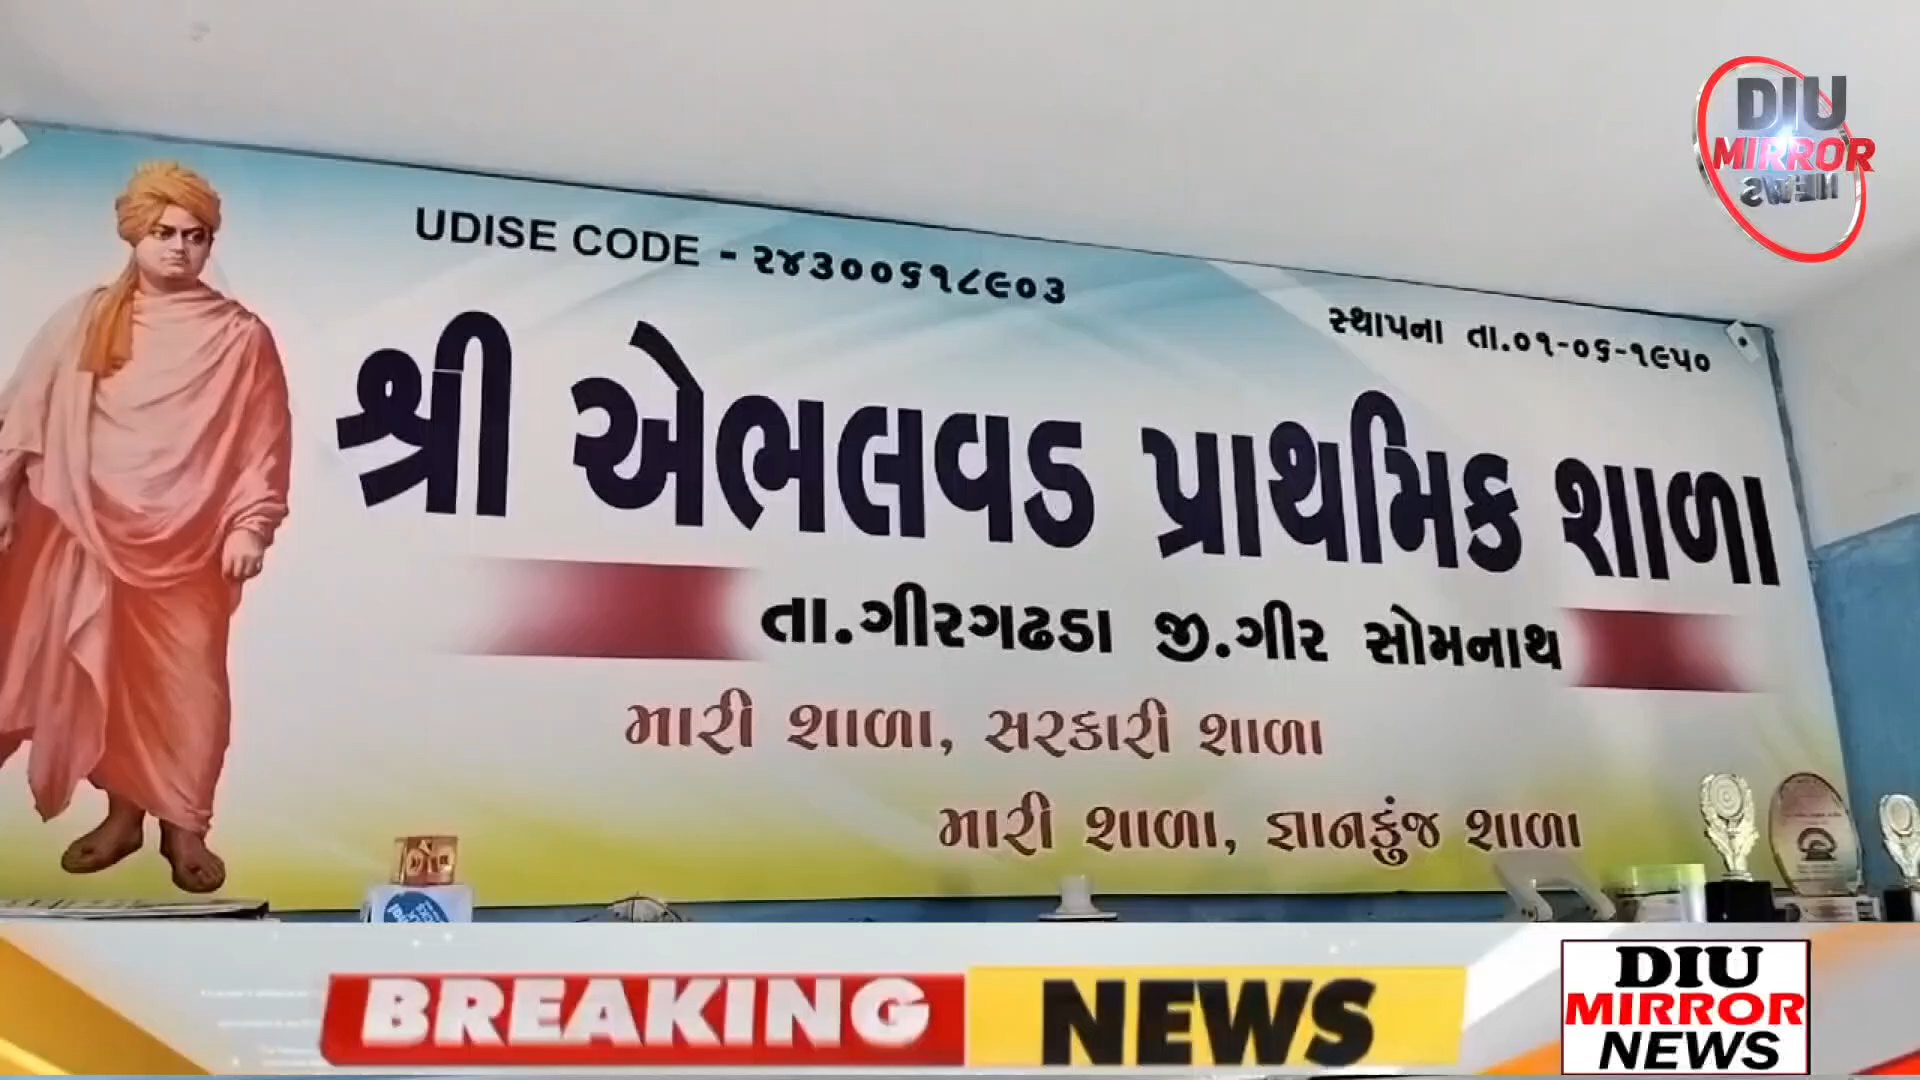 DIU
MIRROR
NEWS
UDISE CODE - ૨૪૩૦૦૬૧૮૯૦૩
સ્થાપના તા.૦૧-૦૬-૧૯૫૦
શ્રી એભલવડ પ્રાથમિક શાળા
તા.ગીરગઢડા જી.ગીર સોમનાથ
મારી શાળા, સરકારી શાળા
મારી શાળા, જ્ઞાનકુંજ શાળા
BREAKING NEWS
DIU
MIRROR
NEWS